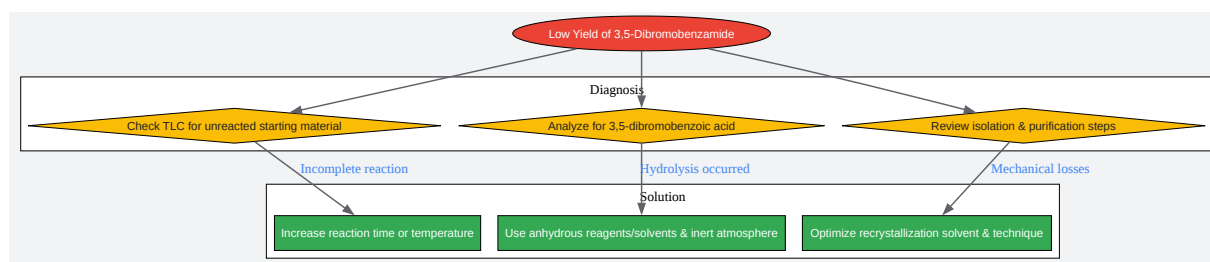 Low Yield of 3,5-Dibromobenzamide
Diagnosis
Check TLC for unreacted starting material
Analyze for 3,5-dibromobenzoic acid
Review isolation & purification steps
Incomplete reaction
Hydrolysis occurred
Mechanical losses
Solution
Increase reaction time or temperature
Use anhydrous reagents/solvents & inert atmosphere
Optimize recrystallization solvent & technique